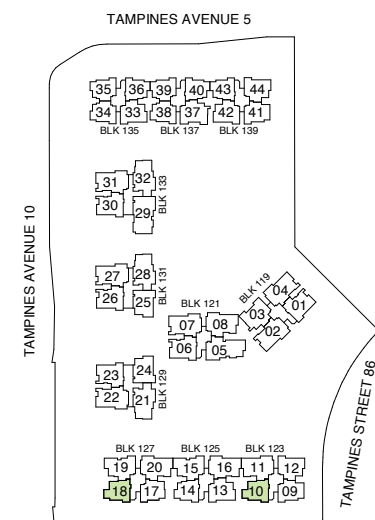 TAMPINES AVENUE 5
35 36 39 40 43 44
34 33 38 37 42 41
BLK 135 BLK 137 BLK 139
TAMPINES AVENUE 10
31 32
30 29
BLK 133
27 28
26 25
BLK 131
BLK 119
04
03 01
02
BLK 121
07 08
06 05
23 24
22 21
BLK 129
BLK 127 BLK 125 BLK 123
19 20 15 16 11 12
18 17 14 13 10 09
TAMPINES STREET 86